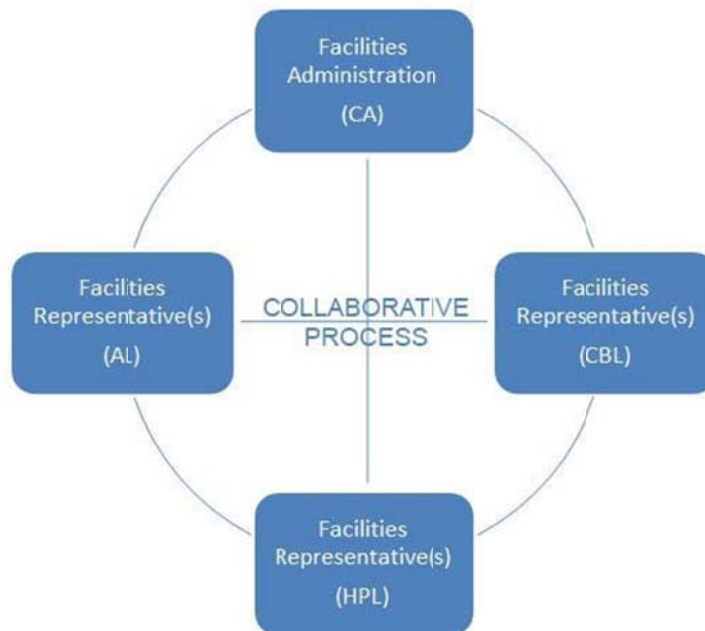 Facilities
Administration
(CA)
Facilities
Representative(s)
(AL)
COLLABORATIVE
PROCESS
Facilities
Representative(s)
(CBL)
Facilities
Representative(s)
(HPL)